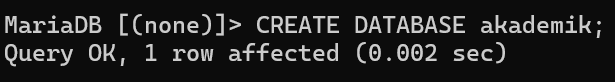 MariaDB [(none)]> CREATE DATABASE akademik;
Query OK, 1 row affected (0.002 sec)